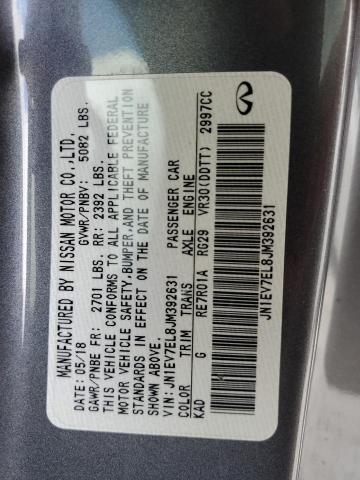 MANUFACTURED BY NISSAN MOTOR CO.,LTD.
DATE: 05/18 GVWR/PNBV: 5082 LBS.
GAWR/PNBE FR: 2701 LBS. RR: 2392 LBS.
THIS VEHICLE CONFORMS TO ALL APPLICABLE FEDERAL
MOTOR VEHICLE SAFETY,BUMPER,AND THEFT PREVENTION
STANDARDS IN EFFECT ON THE DATE OF MANUFACTURE
SHOWN ABOVE.
VIN: JN1EV7EL8JM392631 PASSENGER CAR
COLOR TRIM TRANS AXLE ENGINE
KAD G RE7R01A RG29 VR30(DDTT) 2997CC
JN1EV7EL8JM392631